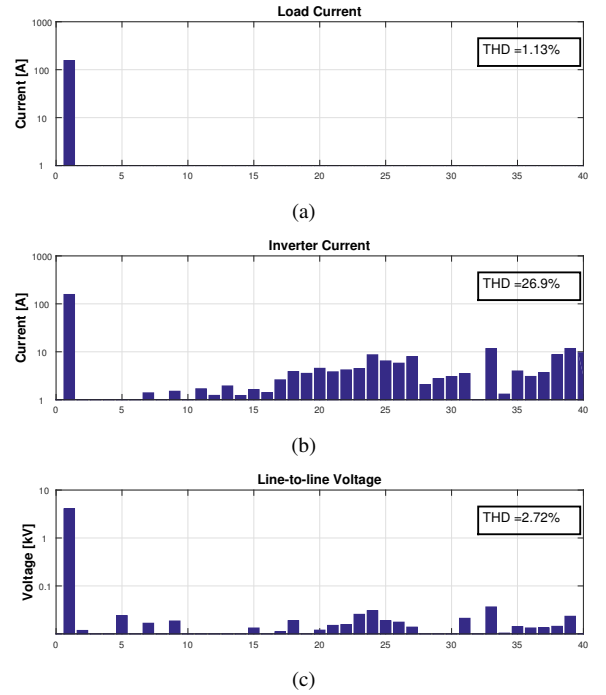 Load Current
THD =1.13%
Current [A]
1000
100
10
1
0 5 10 15 20 25 30 35 40
(a)
Inverter Current
THD =26.9%
Current [A]
1000
100
10
1
0 5 10 15 20 25 30 35 40
(b)
Line-to-line Voltage
THD =2.72%
Voltage [kV]
10
1
0.1
0 5 10 15 20 25 30 35 40
(c)